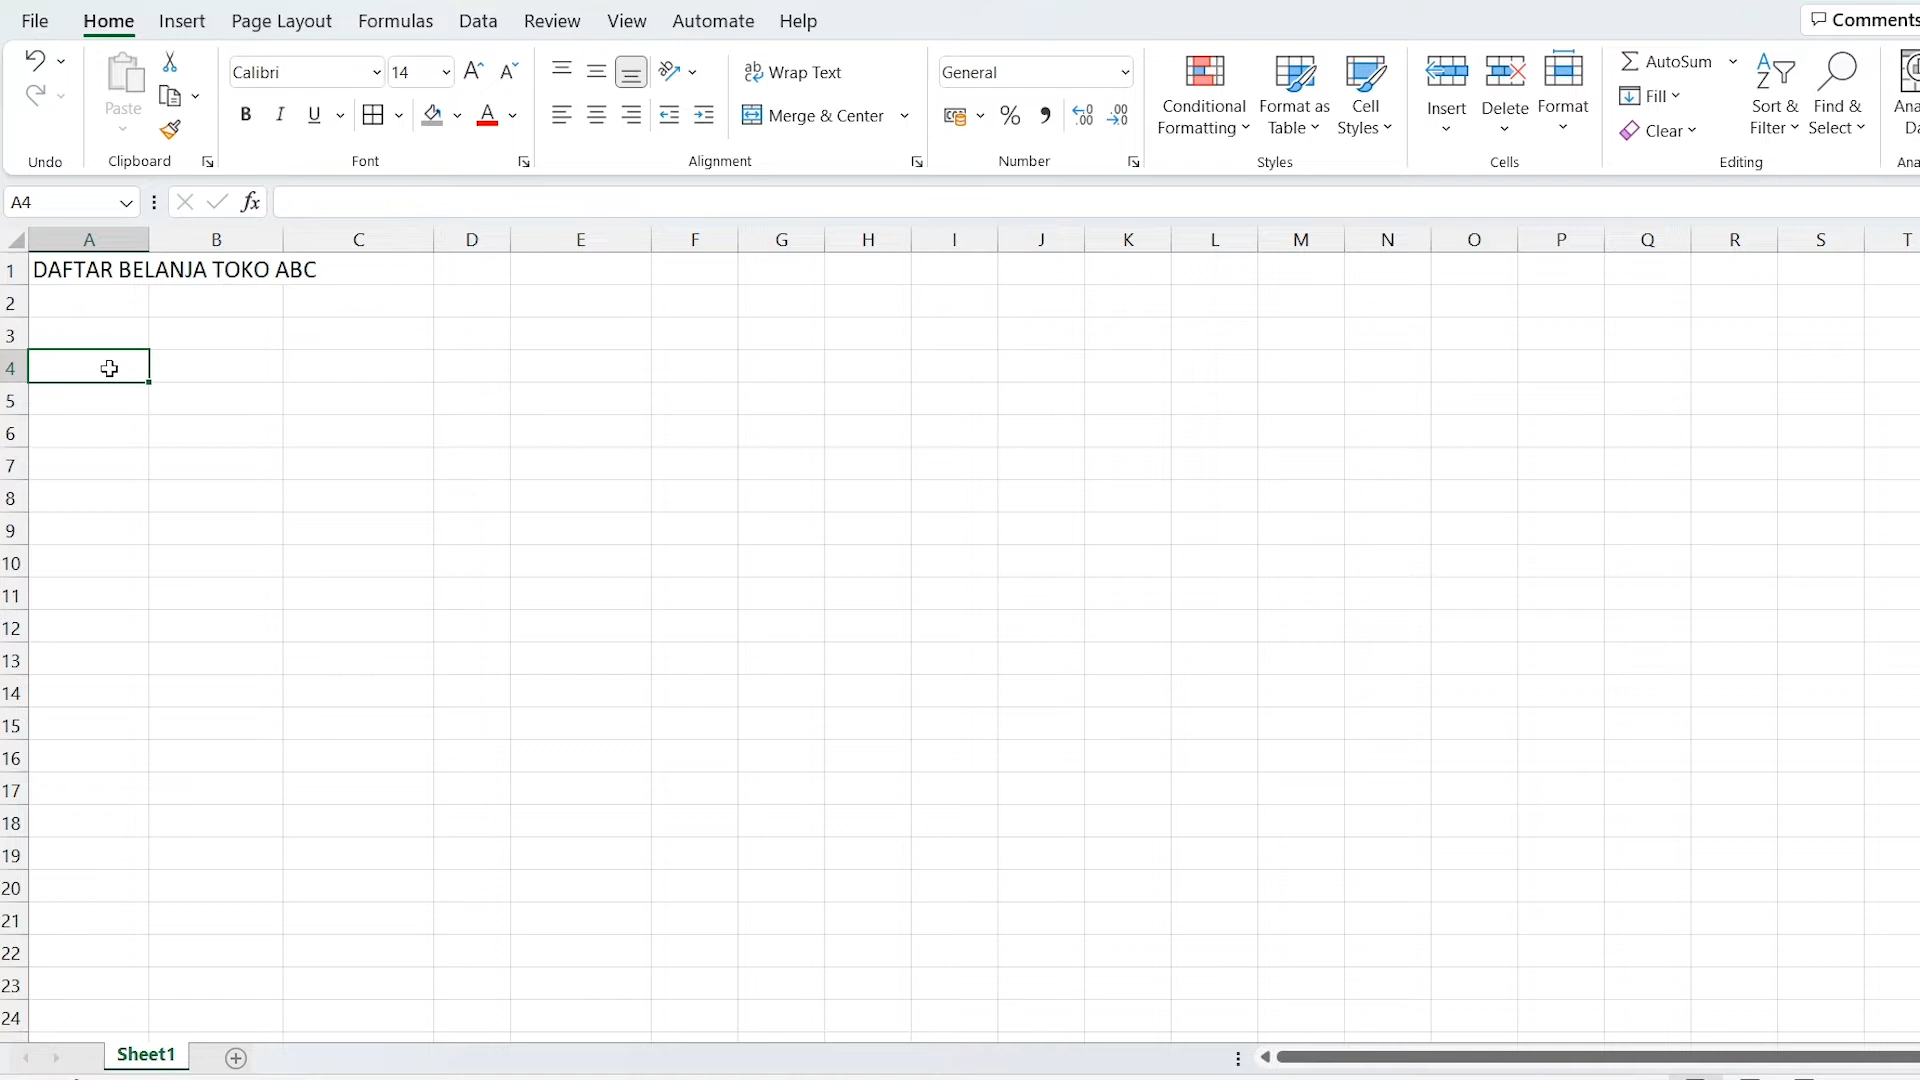 File Home Insert Page Layout Formulas Data Review View Automate Help Comments
Calibri 14 Wrap Text General AutoSum
Paste Conditional Formatting Format as Table Cell Styles Insert Delete Format Fill Sort & Filter Find & Select
B I U A Merge & Center % Clear
Undo Clipboard Font Alignment Number Styles Cells Editing
A4 fx
A B C D E F G H I J K L M N O P Q R S T
1 DAFTAR BELANJA TOKO ABC
2
3
4
5
6
7
8
9
10
11
12
13
14
15
16
17
18
19
20
21
22
23
24
Sheet1